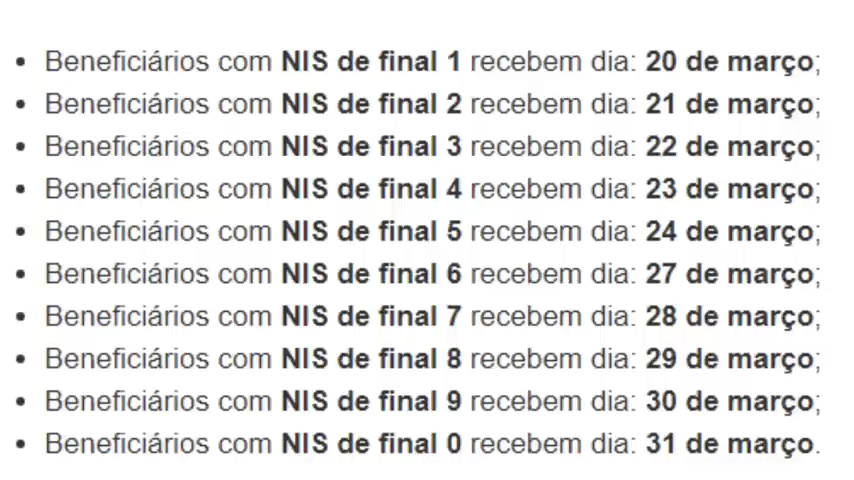 • Beneficiários com NIS de final 1 recebem dia: 20 de março;
• Beneficiários com NIS de final 2 recebem dia: 21 de março;
• Beneficiários com NIS de final 3 recebem dia: 22 de março;
• Beneficiários com NIS de final 4 recebem dia: 23 de março;
• Beneficiários com NIS de final 5 recebem dia: 24 de março;
• Beneficiários com NIS de final 6 recebem dia: 27 de março;
• Beneficiários com NIS de final 7 recebem dia: 28 de março;
• Beneficiários com NIS de final 8 recebem dia: 29 de março;
• Beneficiários com NIS de final 9 recebem dia: 30 de março;
• Beneficiários com NIS de final 0 recebem dia: 31 de março.